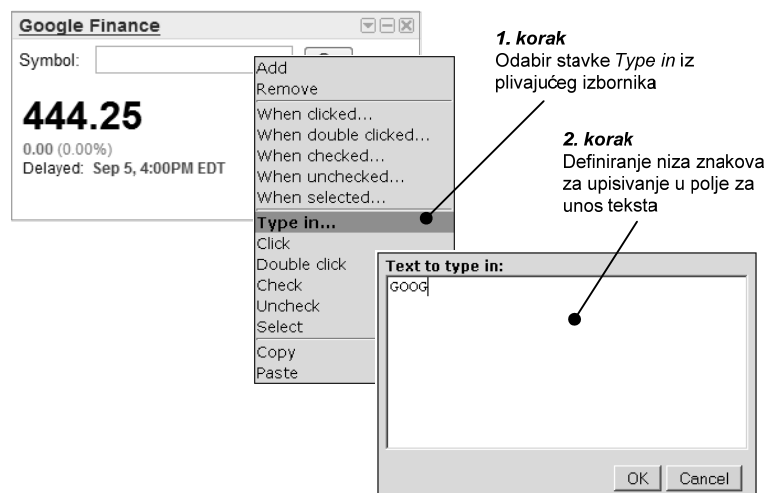 Google Finance
Symbol:
444.25
0.00 (0.00%)
Delayed: Sep 5, 4:00PM EDT
Add
Remove
When clicked...
When double clicked...
When checked...
When unchecked...
When selected...
Type in...
Click
Double click
Check
Uncheck
Select
Copy
Paste
1. korak
Odabir stavke Type in iz
plivajućeg izbornika
2. korak
Definiranje niza znakova
za upisivanje u polje za
unos teksta
Text to type in:
GOOG
OK Cancel